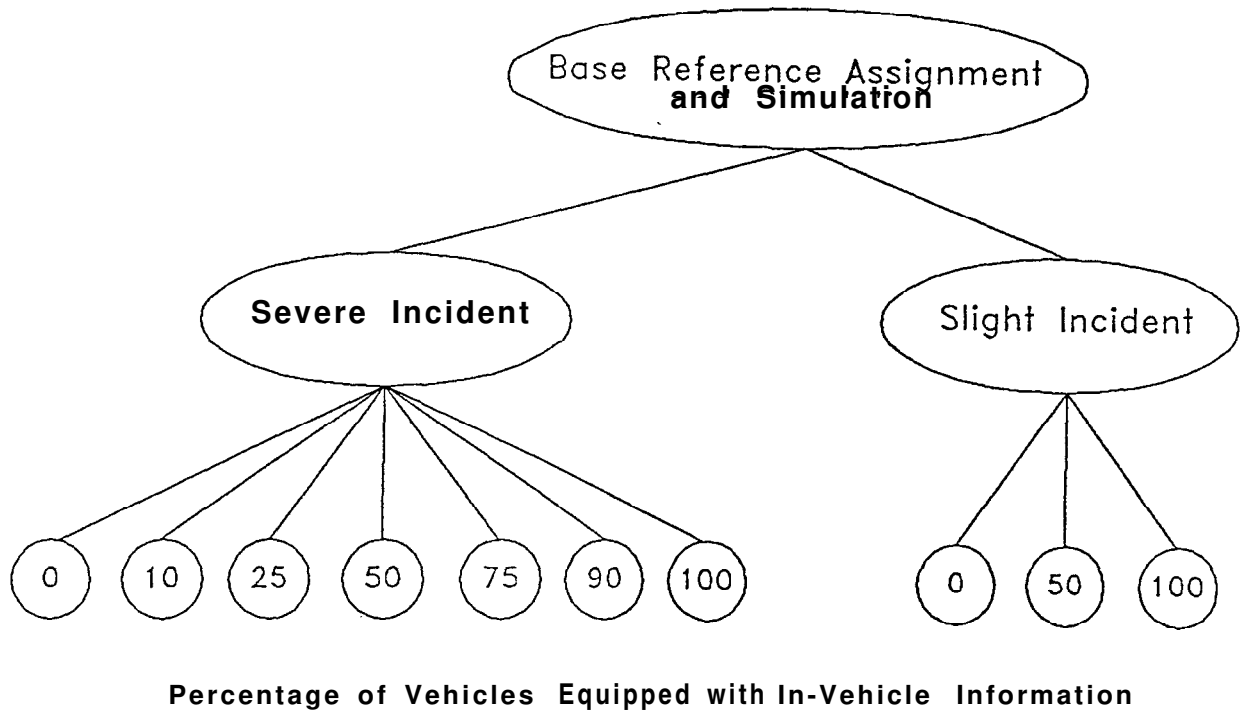 Base Reference Assignment
and Simulation
Severe Incident
Slight Incident
0 10 25 50 75 90 100 0 50 100
Percentage of Vehicles Equipped with In-Vehicle Information